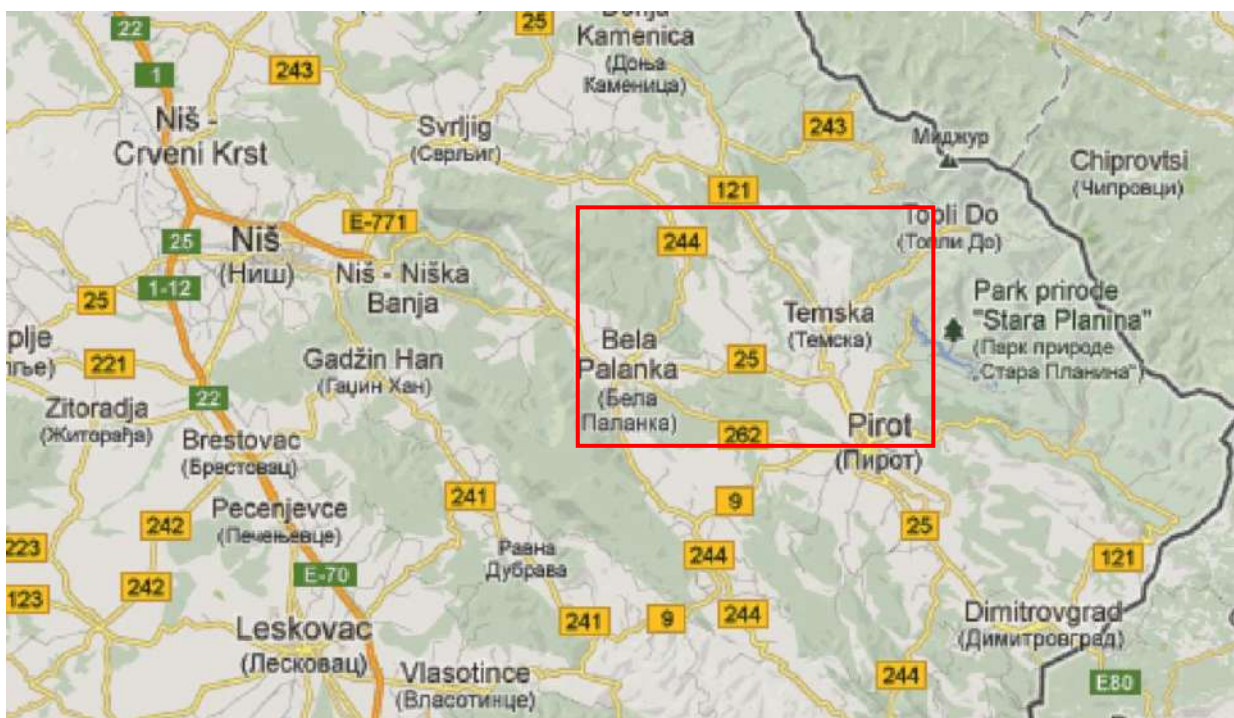 22
25
Kamenica
(Доња
Каменица)
1
243
Niš -
Crveni Krst
Svrljig
(Сврљиг)
243
Миджур
Chiprovtsi
(Чипровци)
121
E-771
Topli Do
(Топли До)
25
Niš
(Ниш)
244
1-12
Niš - Niška
Banja
25
Park prirode
"Stara Planina"
(Парк природе
„Стара Планина")
Temska
(Темска)
plje
221
Gadžin Han
(Гаџин Хан)
Bela
Palanka
(Бела
Паланка)
25
22
Zitoradja
(Житорађа)
Brestovac
(Брестовац)
262
Pirot
(Пирот)
241
9
Pecenjevce
(Печењевце)
242
25
223
Равна
Дубрава
244
121
E-70
242
123
241
9
244
Dimitrovgrad
(Димитровград)
Leskovac
(Лесковац)
Vlasotince
(Власотинце)
244
E80